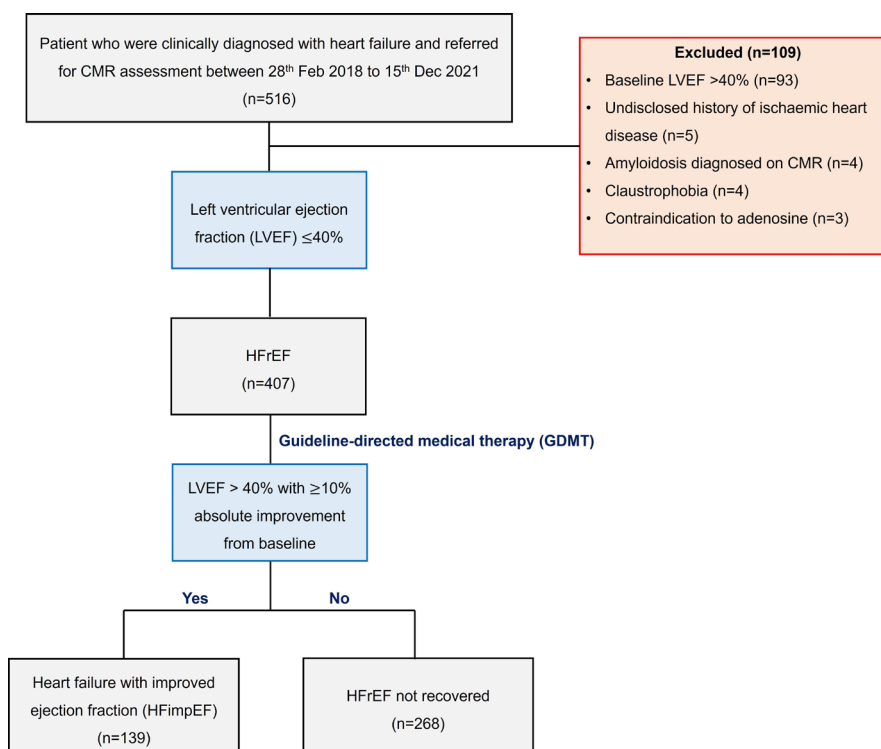 Patient who were clinically diagnosed with heart failure and referred
for CMR assessment between 28th Feb 2018 to 15th Dec 2021
(n=516)
Excluded (n=109)
• Baseline LVEF >40% (n=93)
• Undisclosed history of ischaemic heart
disease (n=5)
• Amyloidosis diagnosed on CMR (n=4)
• Claustrophobia (n=4)
• Contraindication to adenosine (n=3)
Left ventricular ejection
fraction (LVEF) ≤40%
HFrEF
(n=407)
Guideline-directed medical therapy (GDMT)
LVEF > 40% with ≥10%
absolute improvement
from baseline
Yes
No
Heart failure with improved
ejection fraction (HFimpEF)
(n=139)
HFrEF not recovered
(n=268)